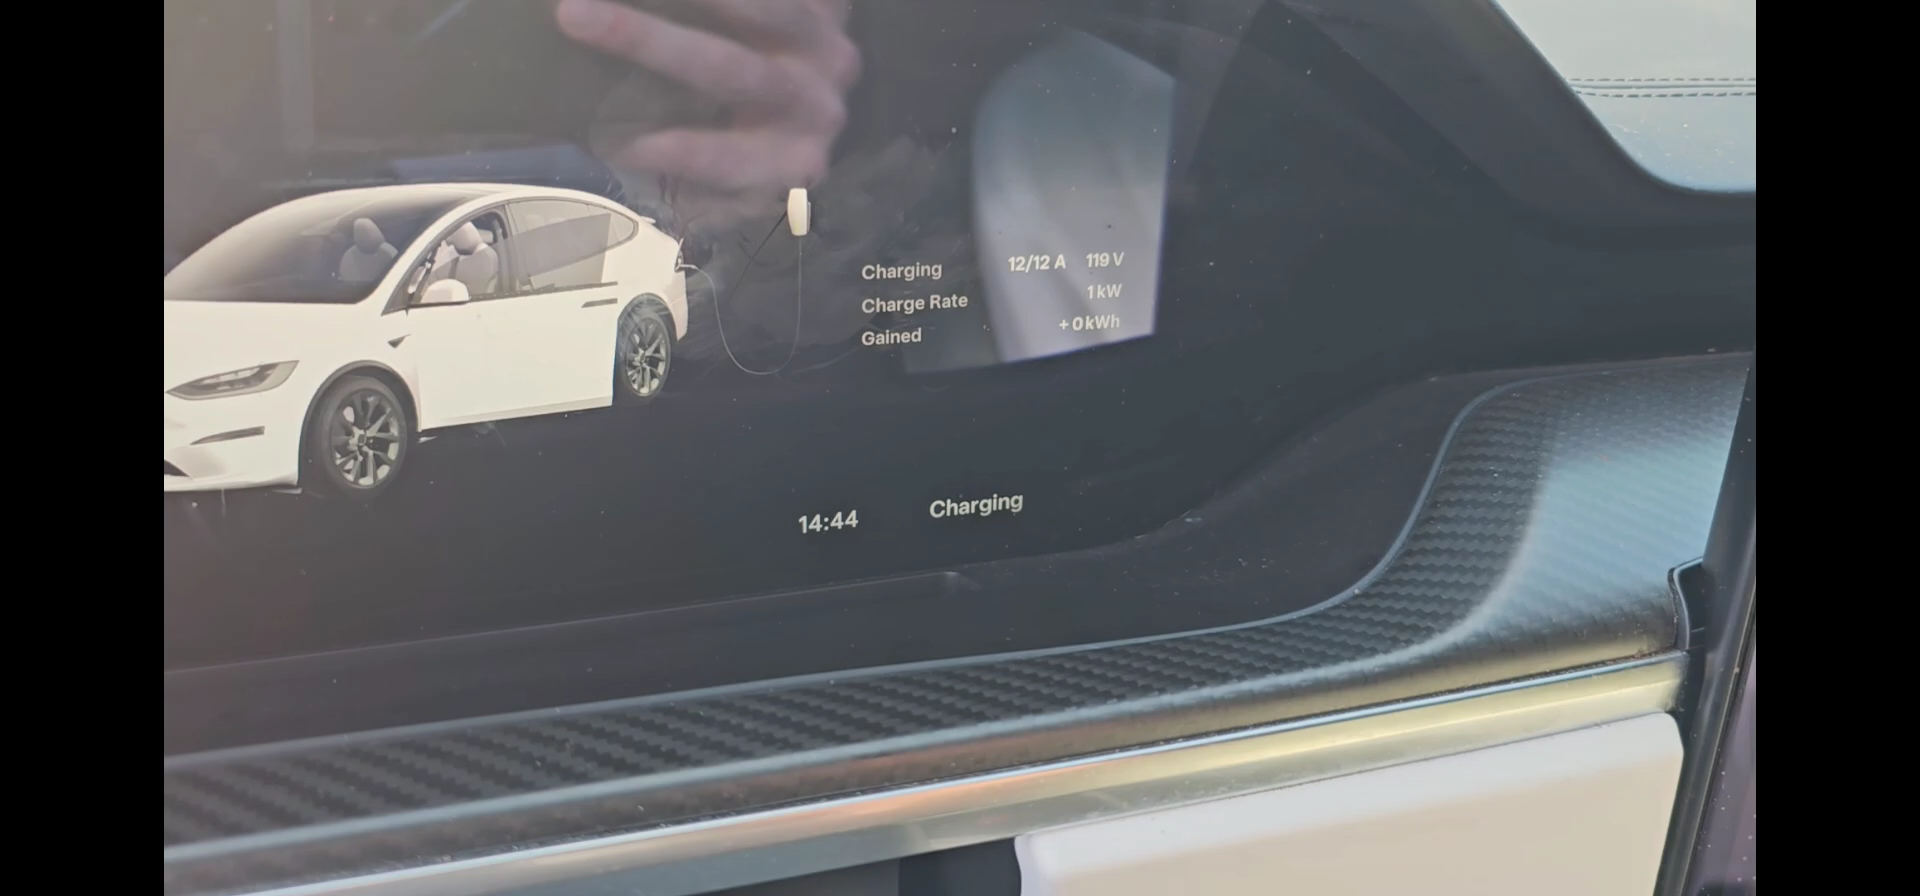 Charging 12/12 A 119 V
Charge Rate 1 kW
Gained + 0 kWh
14:44 Charging